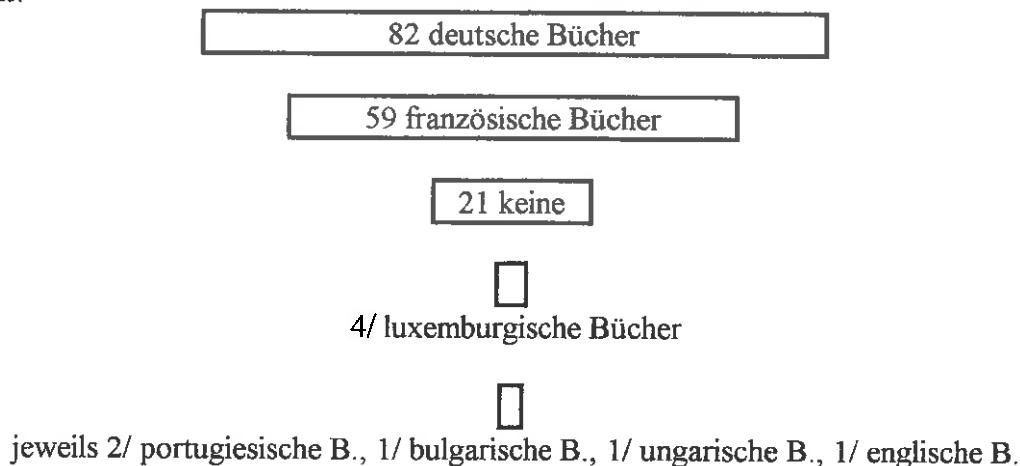 82 deutsche Bücher
59 französische Bücher
21 keine
4/ luxemburgische Bücher
jeweils 2/ portugiesische B., 1/ bulgarische B., 1/ ungarische B., 1/ englische B.